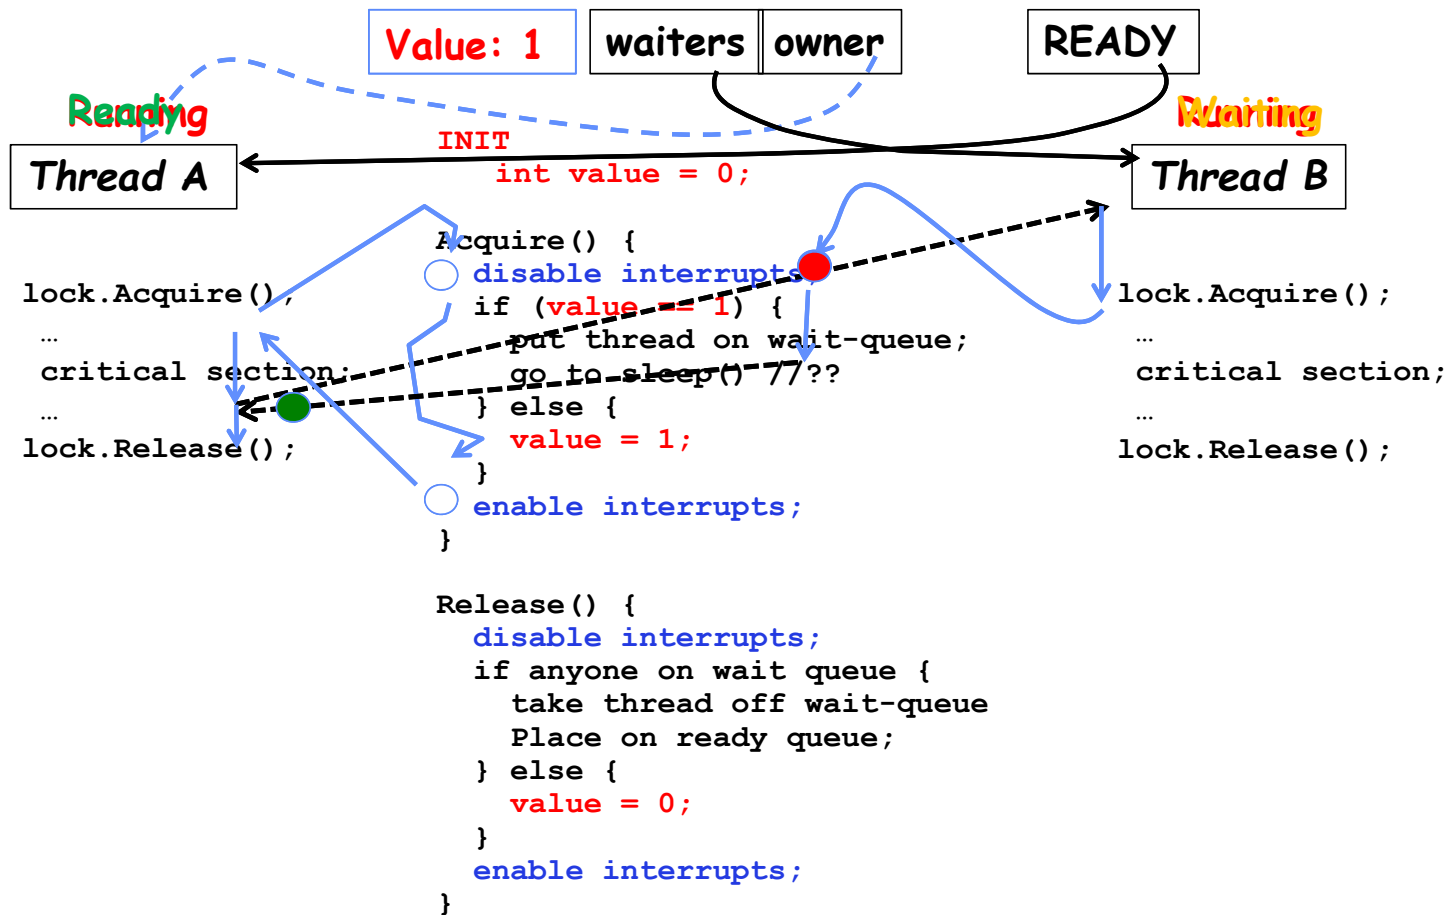 Value: 1 waiters owner READY
Ready Running Waiting Running
Thread A Thread B
INIT
int value = 0;
Acquire() {
disable interrupts;
lock.Acquire(); if (value == 1) { lock.Acquire();
… put thread on wait-queue; …
critical section; go to sleep() //?? critical section;
… } else { …
lock.Release(); value = 1; lock.Release();
}
enable interrupts;
}
Release() {
disable interrupts;
if anyone on wait queue {
take thread off wait-queue
Place on ready queue;
} else {
value = 0;
}
enable interrupts;
}